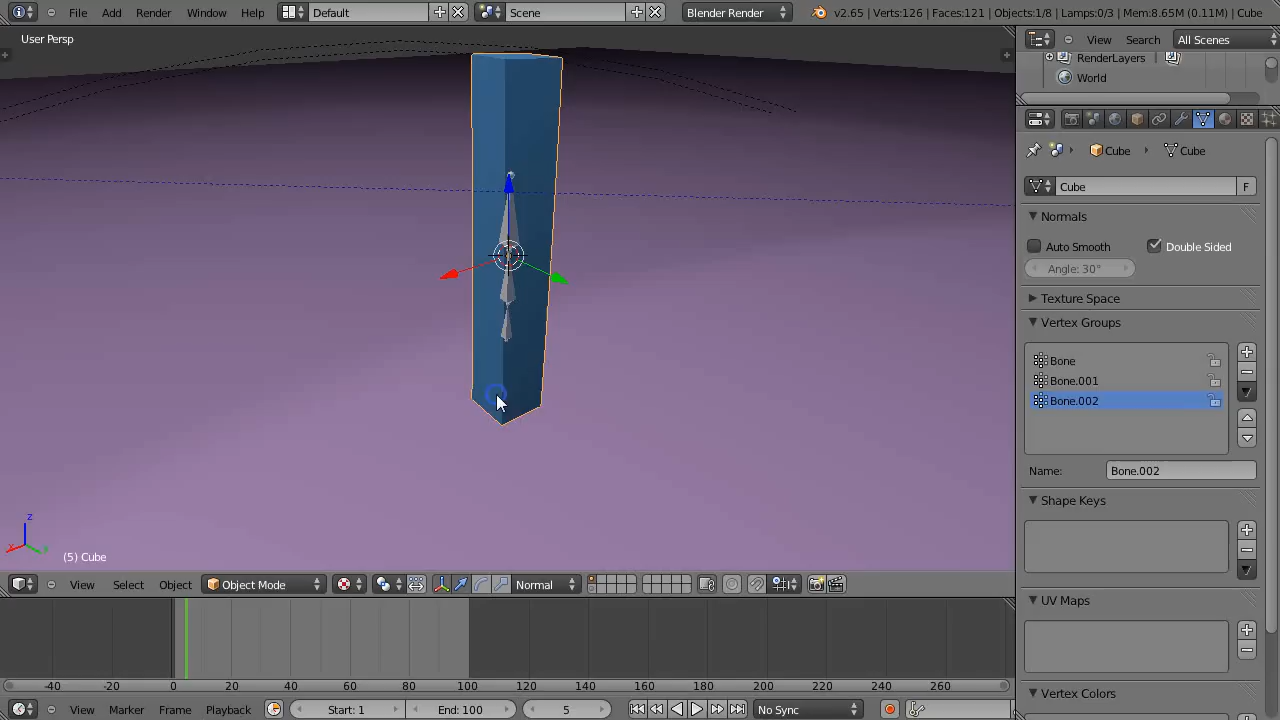 File Add Render Window Help Default Scene Blender Render v2.65 | Verts:126 | Faces:121 | Objects:1/8 | Lamps:0/3 | Mem:8.65M (0.11M) | Cube
User Persp
View Search All Scenes
RenderLayers
World
Cube Cube
Cube F
Normals
Auto Smooth Double Sided
Angle: 30°
Texture Space
Vertex Groups
Bone
Bone.001
Bone.002
Name: Bone.002
Shape Keys
UV Maps
Vertex Colors
z
x y
(5) Cube
View Select Object Object Mode Normal
-40 -20 0 20 40 60 80 100 120 140 160 180 200 220 240 260
View Marker Frame Playback Start: 1 End: 100 5 No Sync